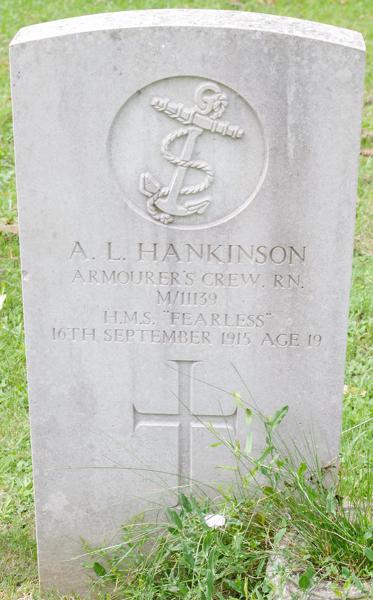 A. L. HANKINSON
ARMOURER'S CREW. RN.
M/11139
H.M.S. "FEARLESS"
16TH SEPTEMBER 1915 AGE 19